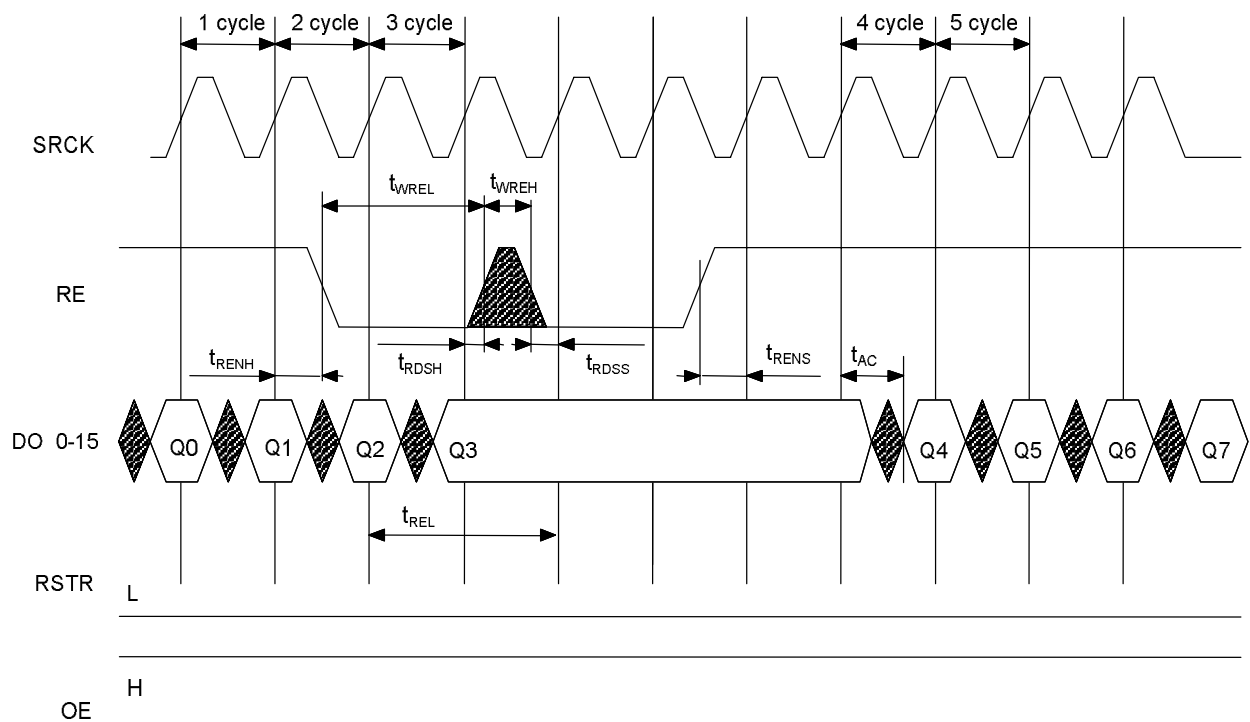 1 cycle 2 cycle 3 cycle 4 cycle 5 cycle
SRCK
tWREL tWREH
RE
tRENH tRDSH tRDSS tRENS tAC
DO 0-15 Q0 Q1 Q2 Q3 Q4 Q5 Q6 Q7
tREL
RSTR L
H
OE